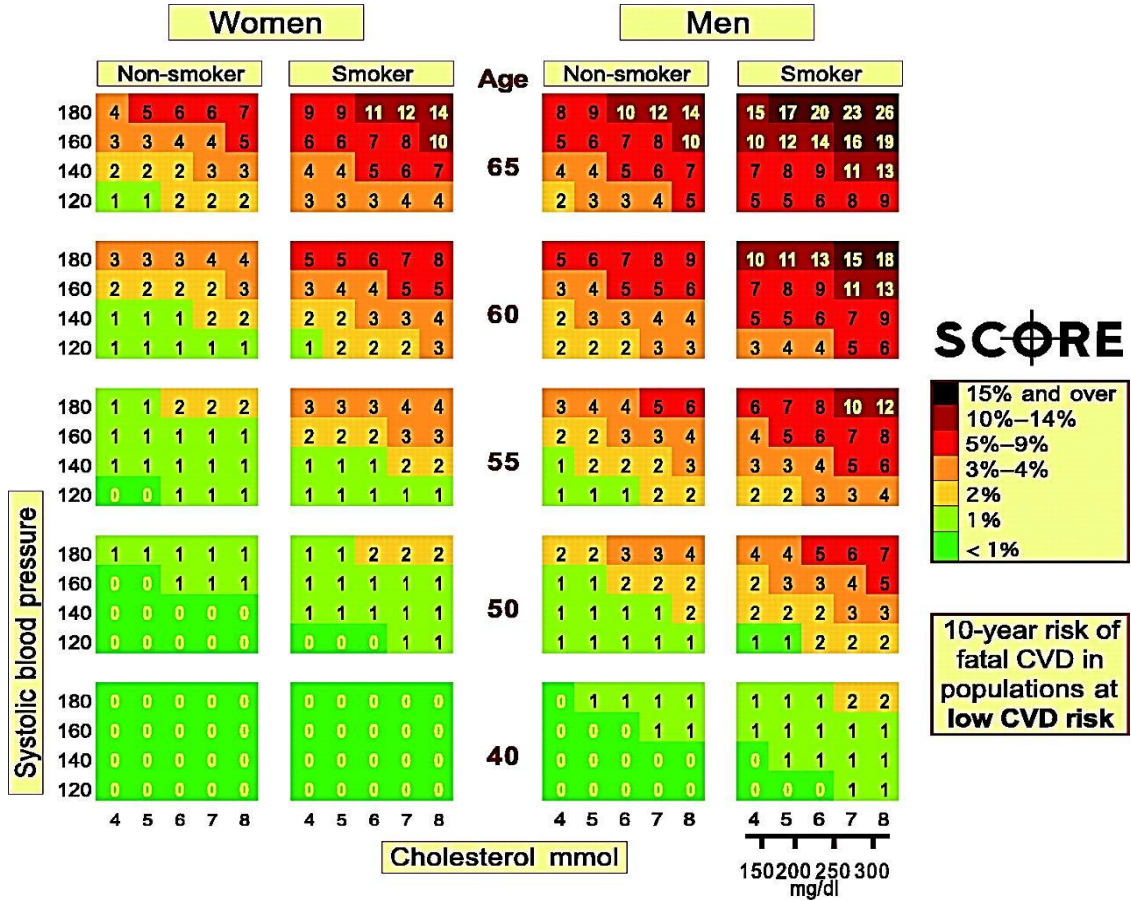 Women Men
Non-smoker Smoker Age Non-smoker Smoker
180 4 5 6 6 7 9 9 11 12 14 8 9 10 12 14 15 17 20 23 26
160 3 3 4 4 5 6 6 7 8 10 5 6 7 8 10 10 12 14 16 19
65
140 2 2 2 3 3 4 4 5 6 7 4 4 5 6 7 7 8 9 11 13
120 1 1 2 2 2 3 3 3 4 4 2 3 3 4 5 5 5 6 8 9
180 3 3 3 4 4 5 5 6 7 8 5 6 7 8 9 10 11 13 15 18
160 2 2 2 2 3 3 4 4 5 5 3 4 5 5 6 7 8 9 11 13
60
140 1 1 1 2 2 2 2 3 3 4 2 3 3 4 4 5 5 6 7 9
120 1 1 1 1 1 1 2 2 2 3 2 2 2 3 3 3 4 4 5 6
180 1 1 2 2 2 3 3 3 4 4 3 4 4 5 6 6 7 8 10 12
160 1 1 1 1 1 2 2 2 3 3 2 2 3 3 4 4 5 6 7 8
55
140 1 1 1 1 1 1 1 1 2 2 1 2 2 2 3 3 3 4 5 6
120 0 0 1 1 1 1 1 1 1 1 1 1 1 2 2 2 2 3 3 4
180 1 1 1 1 1 1 1 2 2 2 2 2 3 3 4 4 4 5 6 7
160 0 0 1 1 1 1 1 1 1 1 1 1 2 2 2 2 3 3 4 5
50
140 0 0 0 0 0 1 1 1 1 1 1 1 1 1 2 2 2 2 3 3
120 0 0 0 0 0 0 0 0 1 1 1 1 1 1 1 1 1 2 2 2
180 0 0 0 0 0 0 0 0 0 0 0 1 1 1 1 1 1 1 2 2
160 0 0 0 0 0 0 0 0 0 0 0 0 0 1 1 1 1 1 1 1
40
140 0 0 0 0 0 0 0 0 0 0 0 0 0 0 0 0 1 1 1 1
120 0 0 0 0 0 0 0 0 0 0 0 0 0 0 0 0 0 0 1 1
4 5 6 7 8 4 5 6 7 8 4 5 6 7 8 4 5 6 7 8
Systolic blood pressure
Cholesterol mmol
150 200 250 300
mg/dl
SCORE
15% and over
10%–14%
5%–9%
3%–4%
2%
1%
< 1%
10-year risk of
fatal CVD in
populations at
low CVD risk